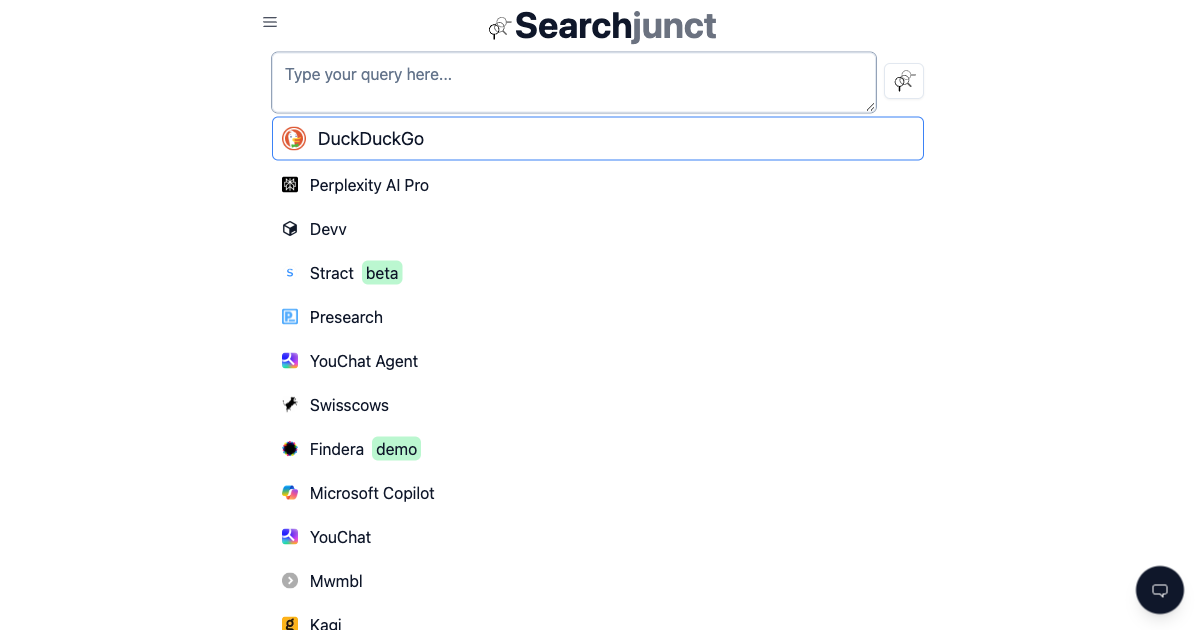 Searchjunct
Type your query here...
DuckDuckGo
Perplexity AI Pro
Devv
Stract beta
Presearch
YouChat Agent
Swisscows
Findera demo
Microsoft Copilot
YouChat
Mwmbl
Kagi